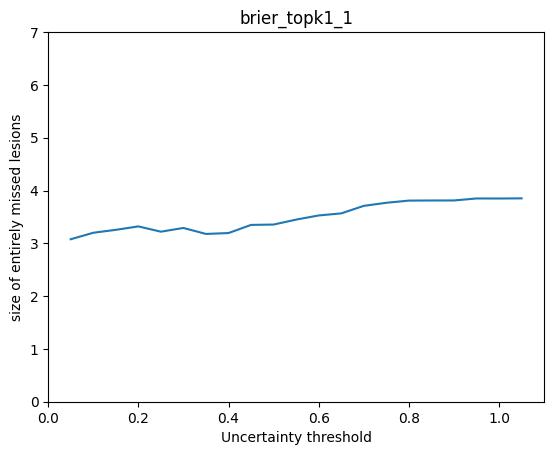 brier_topk1_1
7
6
5
4
3
2
1
0
size of entirely missed lesions
0.0 0.2 0.4 0.6 0.8 1.0
Uncertainty threshold